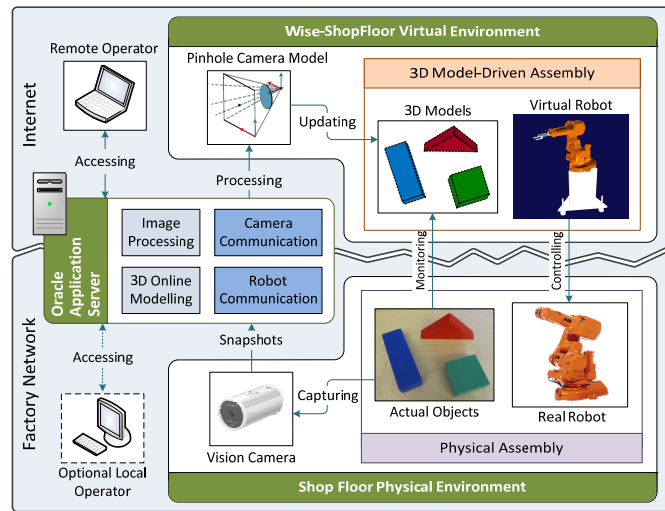 Wise-ShopFloor Virtual Environment
Remote Operator
Pinhole Camera Model
3D Model-Driven Assembly
3D Models
Virtual Robot
Internet
Updating
Accessing
Processing
Oracle Application
Server
Image
Processing
Camera
Communication
3D Online
Modelling
Robot
Communication
Monitoring
Controlling
Factory Network
Accessing
Snapshots
Capturing
Actual Objects
Real Robot
Vision Camera
Physical Assembly
Optional Local
Operator
Shop Floor Physical Environment